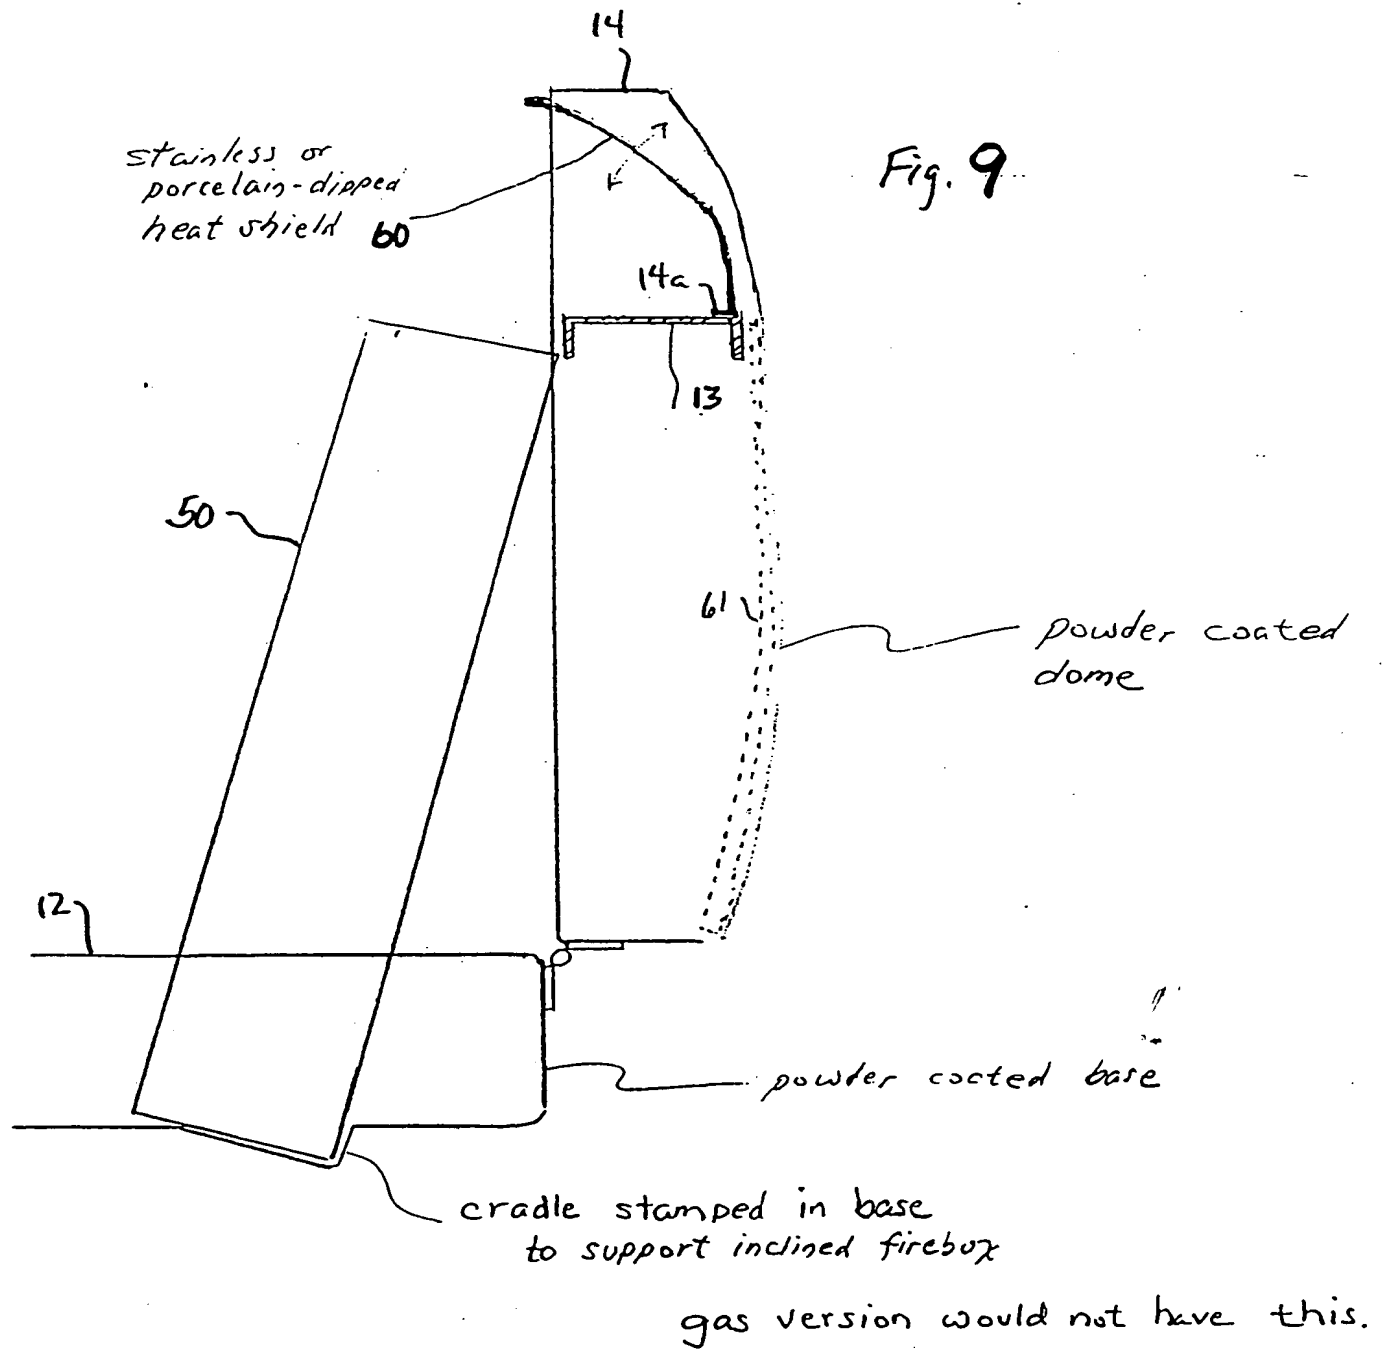 14
Fig. 9
stainless or
porcelain-dipped
heat shield 60
14a
13
50
61
powder coated
dome
12
powder coated base
cradle stamped in base
to support inclined firebox
gas version would not have this.